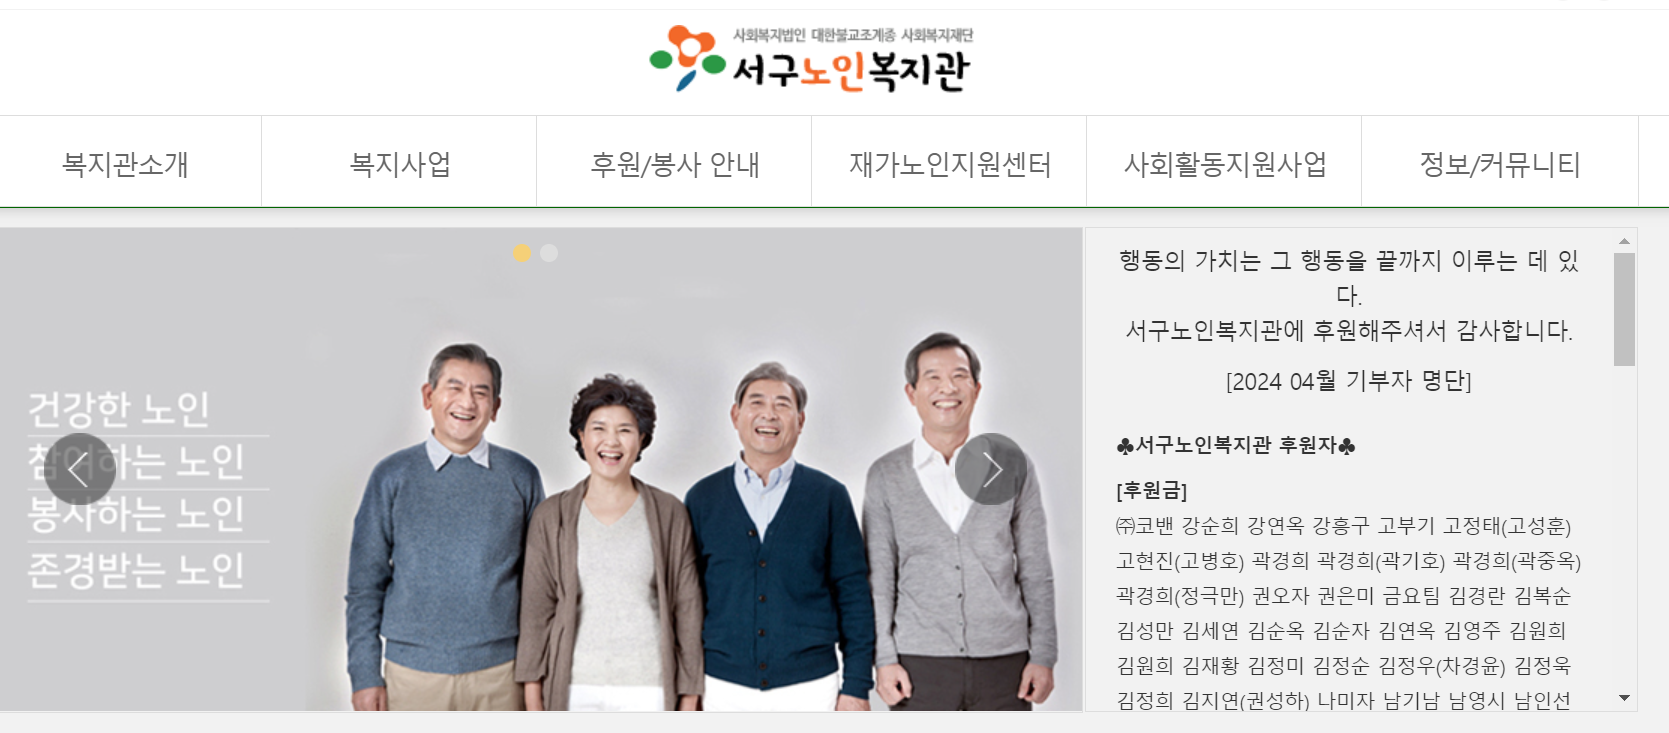 사회복지법인 대한불교조계종 사회복지재단
서구노인복지관
복지관소개
복지사업
후원/봉사 안내
재가노인지원센터
사회활동지원사업
정보/커뮤니티
건강한 노인
참여하는 노인
봉사하는 노인
존경받는 노인
행동의 가치는 그 행동을 끝까지 이루는 데 있
다.
서구노인복지관에 후원해주셔서 감사합니다.
[2024 04월 기부자 명단]
♣서구노인복지관 후원자♣
[후원금]
㈜코밴 강순희 강연옥 강흥구 고부기 고정태(고성훈)
고현진(고병호) 곽경희 곽경희(곽기호) 곽경희(곽중옥)
곽경희(정극만) 권오자 권은미 금요팀 김경란 김복순
김성만 김세연 김순옥 김순자 김연옥 김영주 김원희
김원희 김재황 김정미 김정순 김정우(차경윤) 김정욱
김정희 김지연(권성하) 나미자 남기남 남영시 남인선